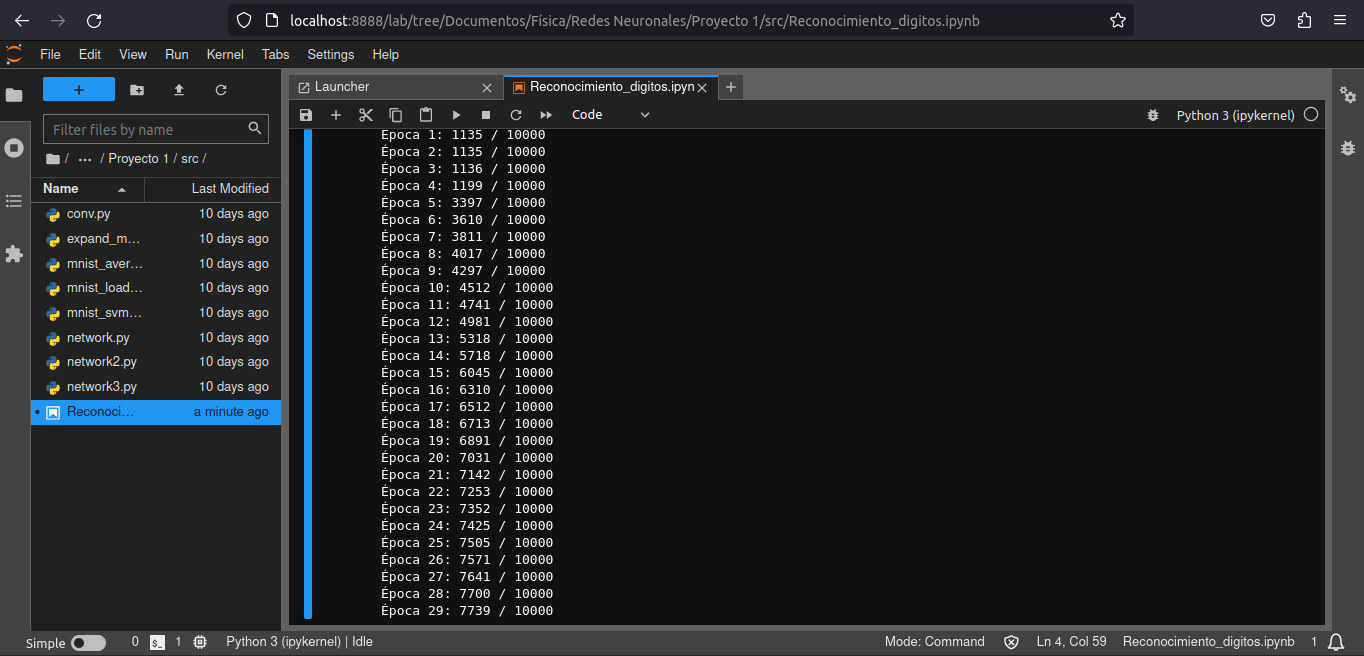 localhost:8888/lab/tree/Documentos/Física/Redes Neuronales/Proyecto 1/src/Reconocimiento_digitos.ipynb
File Edit View Run Kernel Tabs Settings Help
Launcher
Reconocimiento_digitos.ipyn
Code
Python 3 (ipykernel)
Filter files by name
/ ... / Proyecto 1 / src /
Name Last Modified
conv.py 10 days ago
expand_m... 10 days ago
mnist_aver... 10 days ago
mnist_load... 10 days ago
mnist_svm... 10 days ago
network.py 10 days ago
network2.py 10 days ago
network3.py 10 days ago
Reconoci... a minute ago
Época 1: 1135 / 10000
Época 2: 1135 / 10000
Época 3: 1136 / 10000
Época 4: 1199 / 10000
Época 5: 3397 / 10000
Época 6: 3610 / 10000
Época 7: 3811 / 10000
Época 8: 4017 / 10000
Época 9: 4297 / 10000
Época 10: 4512 / 10000
Época 11: 4741 / 10000
Época 12: 4981 / 10000
Época 13: 5318 / 10000
Época 14: 5718 / 10000
Época 15: 6045 / 10000
Época 16: 6310 / 10000
Época 17: 6512 / 10000
Época 18: 6713 / 10000
Época 19: 6891 / 10000
Época 20: 7031 / 10000
Época 21: 7142 / 10000
Época 22: 7253 / 10000
Época 23: 7352 / 10000
Época 24: 7425 / 10000
Época 25: 7505 / 10000
Época 26: 7571 / 10000
Época 27: 7641 / 10000
Época 28: 7700 / 10000
Época 29: 7739 / 10000
Simple 0 $_ 1 Python 3 (ipykernel) | Idle Mode: Command Ln 4, Col 59 Reconocimiento_digitos.ipynb 1